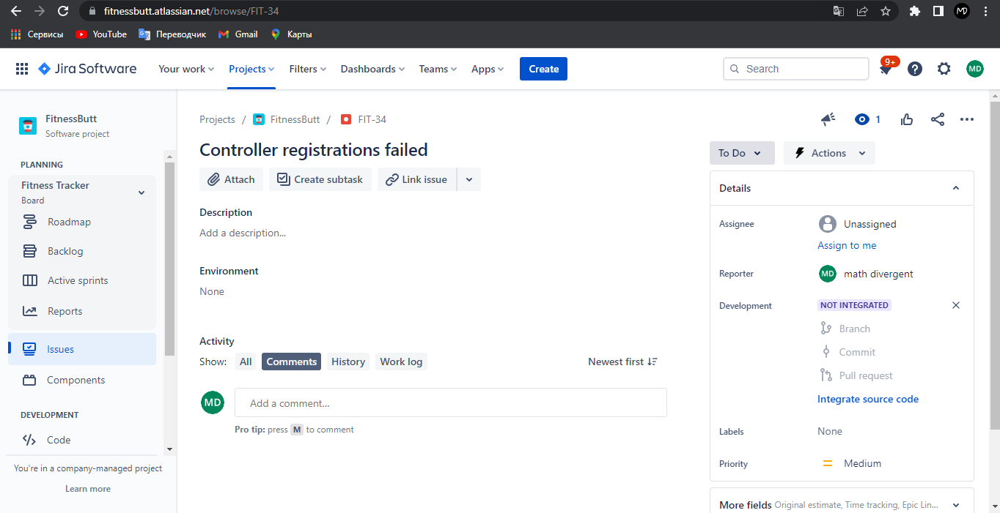 fitnessbutt.atlassian.net/browse/FIT-34
MD
Сервисы YouTube Переводчик Gmail Карты
Jira Software Your work Projects Filters Dashboards Teams Apps Create Search 9+ MD
FitnessButt
Software project
PLANNING
Fitness Tracker
Board
Roadmap
Backlog
Active sprints
Reports
Issues
Components
DEVELOPMENT
Code
You're in a company-managed project
Learn more
Projects / FitnessButt / FIT-34
1
Controller registrations failed
Attach Create subtask Link issue
Description
Add a description...
Environment
None
Activity
Show: All Comments History Work log Newest first
MD Add a comment...
Pro tip: press M to comment
To Do Actions
Details
Assignee Unassigned
Assign to me
Reporter MD math divergent
Development NOT INTEGRATED
Branch
Commit
Pull request
Integrate source code
Labels None
Priority Medium
More fields Original estimate, Time tracking, Epic Lin...